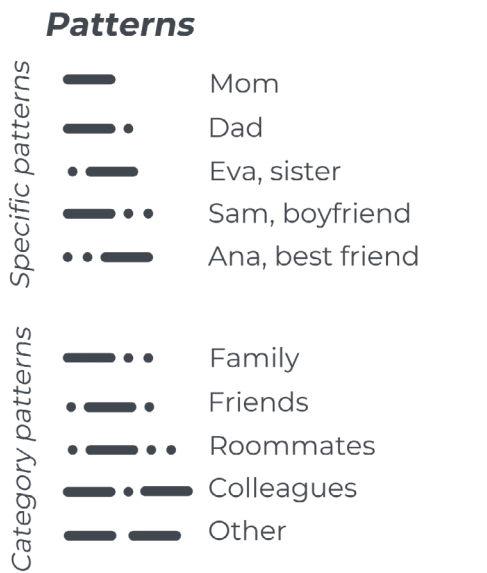 Patterns
Specific patterns
Mom
Dad
Eva, sister
Sam, boyfriend
Ana, best friend
Category patterns
Family
Friends
Roommates
Colleagues
Other